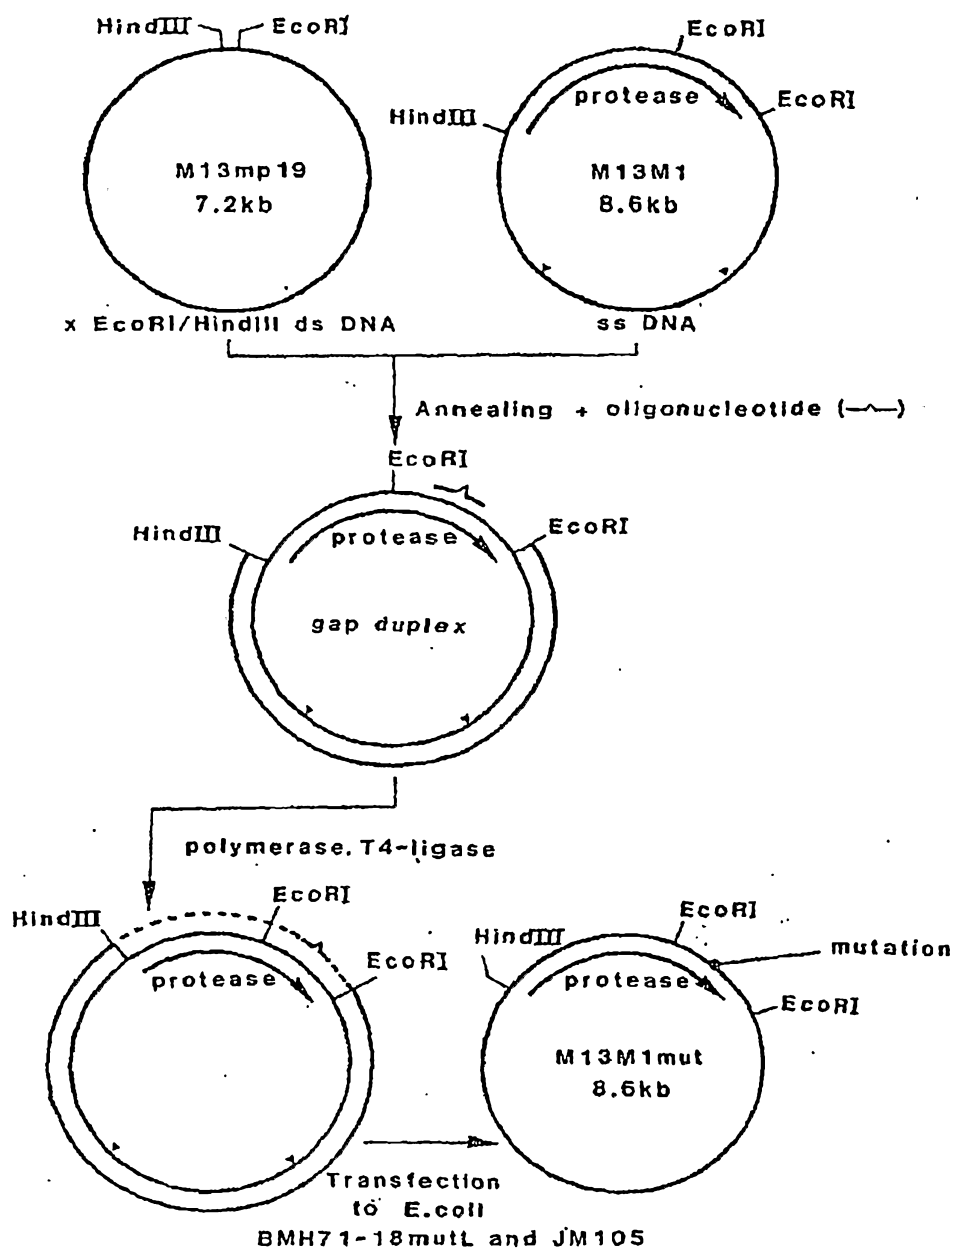 HindIII EcoRI
M13mp19
7.2kb
x EcoRI/HindIII ds DNA
EcoRI
EcoRI
HindIII
protease
M13M1
8.6kb
ss DNA
Annealing + oligonucleotide ( )
EcoRI
HindIII
EcoRI
protease
gap duplex
polymerase, T4-ligase
EcoRI
HindIII
EcoRI
protease
EcoRI
HindIII
mutation
protease
EcoRI
M13M1mut
8.6kb
Transfection
to E.coli
BMH71-18mutL and JM105